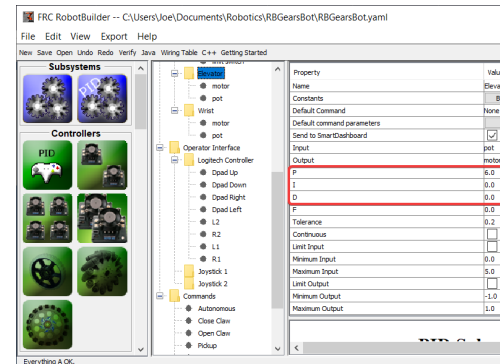 FRC RobotBuilder -- C:\Users\Joe\Documents\Robotics\RBGearsBot\RBGearsBot.yaml
File Edit View Export Help
New Save Open Undo Redo Verify Java Wiring Table C++ Getting Started
Subsystems
PID
Controllers
PID
limit switch
Elevator
motor
pot
Wrist
motor
pot
Operator Interface
Logitech Controller
Dpad Up
Dpad Down
Dpad Right
Dpad Left
L2
R2
L1
R1
Joystick 1
Joystick 2
Commands
Autonomous
Close Claw
Open Claw
Pickup
Property Valu
Name Eleva
Constants B
Default Command None
Default command parameters
Send to SmartDashboard
Input pot
Output motor
P 6.0
I 0.0
D 0.0
F 0.0
Tolerance 0.2
Continuous
Limit Input
Minimum Input 0.0
Maximum Input 5.0
Limit Output
Minimum Output -1.0
Maximum Output 1.0
Everything A OK.